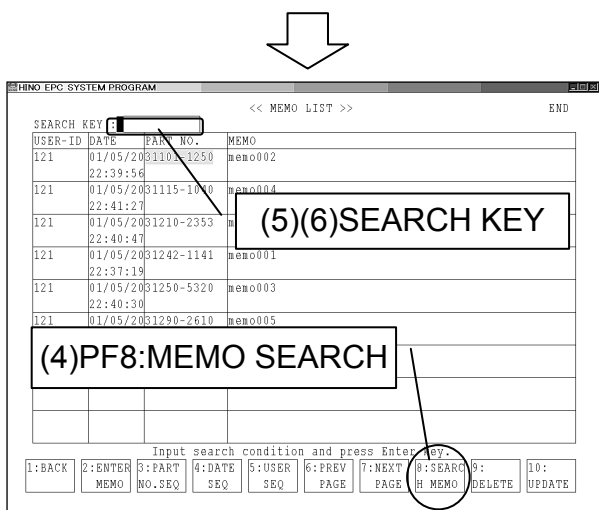 HINO EPC SYSTEM PROGRAM
<< MEMO LIST >> END
SEARCH KEY :
USER-ID DATE PART NO. MEMO
121 01/05/20 31101-1250 memo002
22:39:56
121 01/05/20 31115-1040 memo004
22:41:27
121 01/05/20 31210-2353
22:40:47
(5)(6)SEARCH KEY
121 01/05/20 31242-1141 memo001
22:37:19
121 01/05/20 31250-5320 memo003
22:40:30
121 01/05/20 31290-2610 memo005
(4)PF8:MEMO SEARCH
Input search condition and press Enter key.
1:BACK 2:ENTER 3:PART 4:DATE 5:USER 6:PREV 7:NEXT 8:SEARC 9: 10:
MEMO NO.SEQ SEQ SEQ PAGE PAGE H MEMO DELETE UPDATE